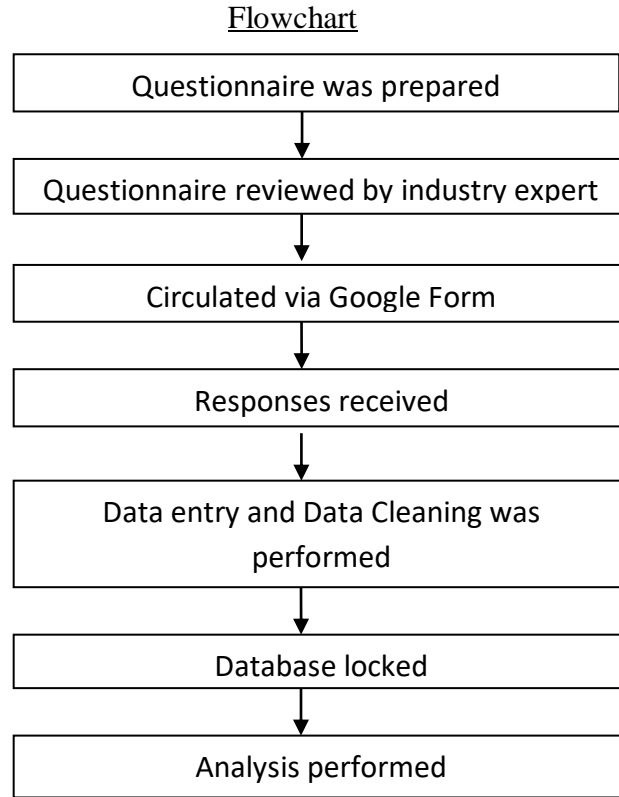 Flowchart
Questionnaire was prepared
Questionnaire reviewed by industry expert
Circulated via Google Form
Responses received
Data entry and Data Cleaning was
performed
Database locked
Analysis performed